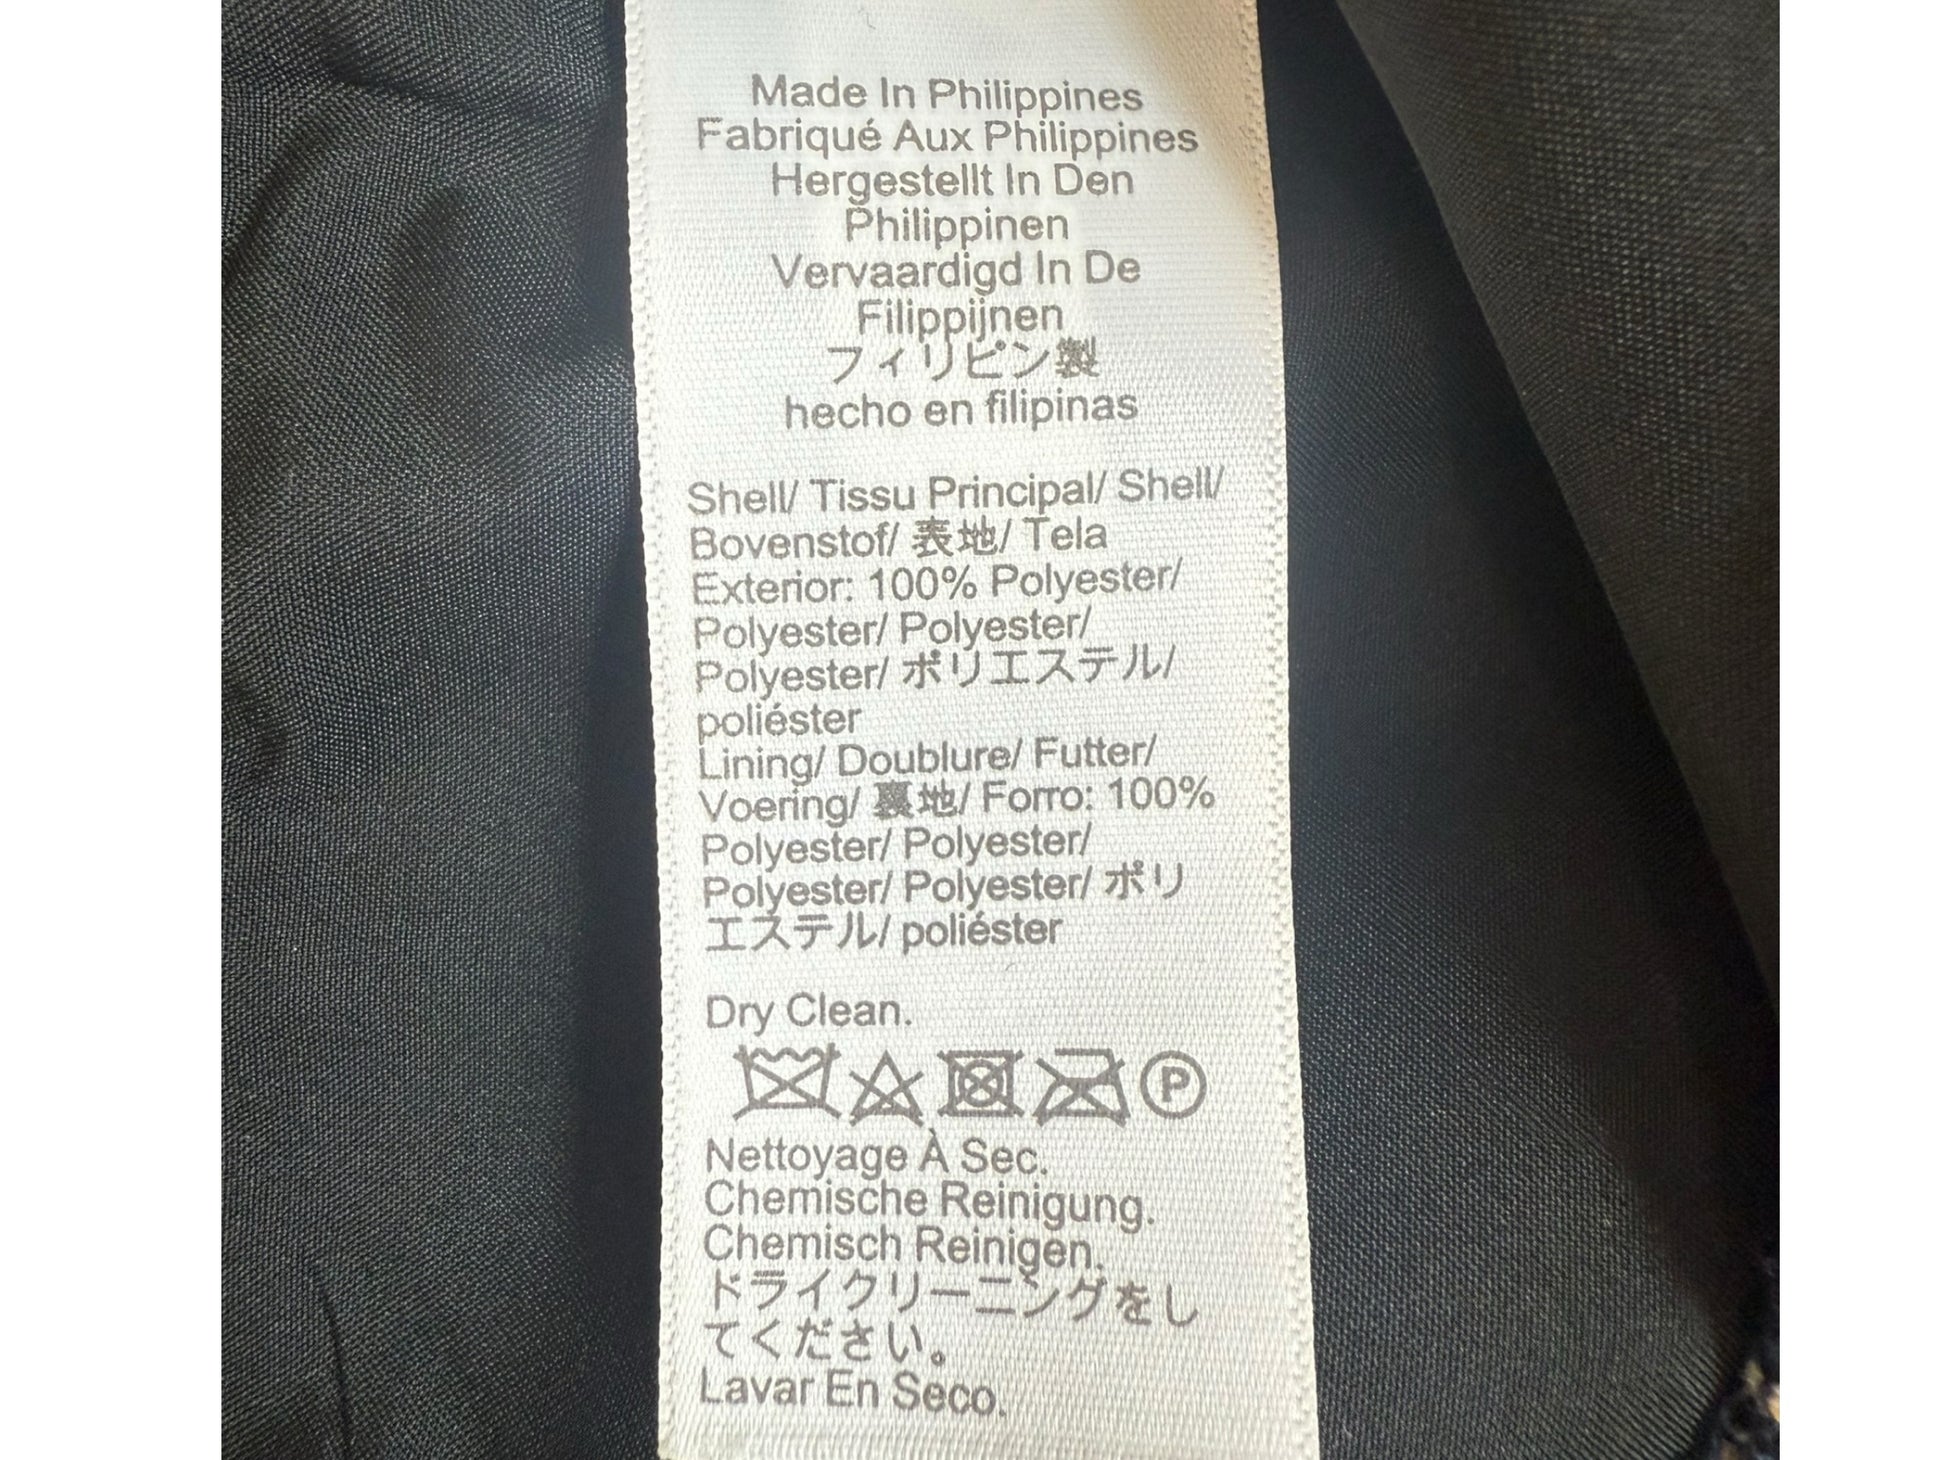 Made In Philippines
Fabriqué Aux Philippines
Hergestellt In Den
Philippinen
Vervaardigd In De
Filippijnen
フィリピン製
hecho en filipinas
Shell/ Tissu Principal/ Shell/
Bovenstof/ 表地/ Tela
Exterior: 100% Polyester/
Polyester/ Polyester/
Polyester/ ポリエステル/
poliéster
Lining/ Doublure/ Futter/
Voering/ 裏地/ Forro: 100%
Polyester/ Polyester/
Polyester/ Polyester/ ポリ
エステル/ poliéster
Dry Clean.
P
Nettoyage À Sec.
Chemische Reinigung.
Chemisch Reinigen.
ドライクリーニングをし
てください。
Lavar En Seco.